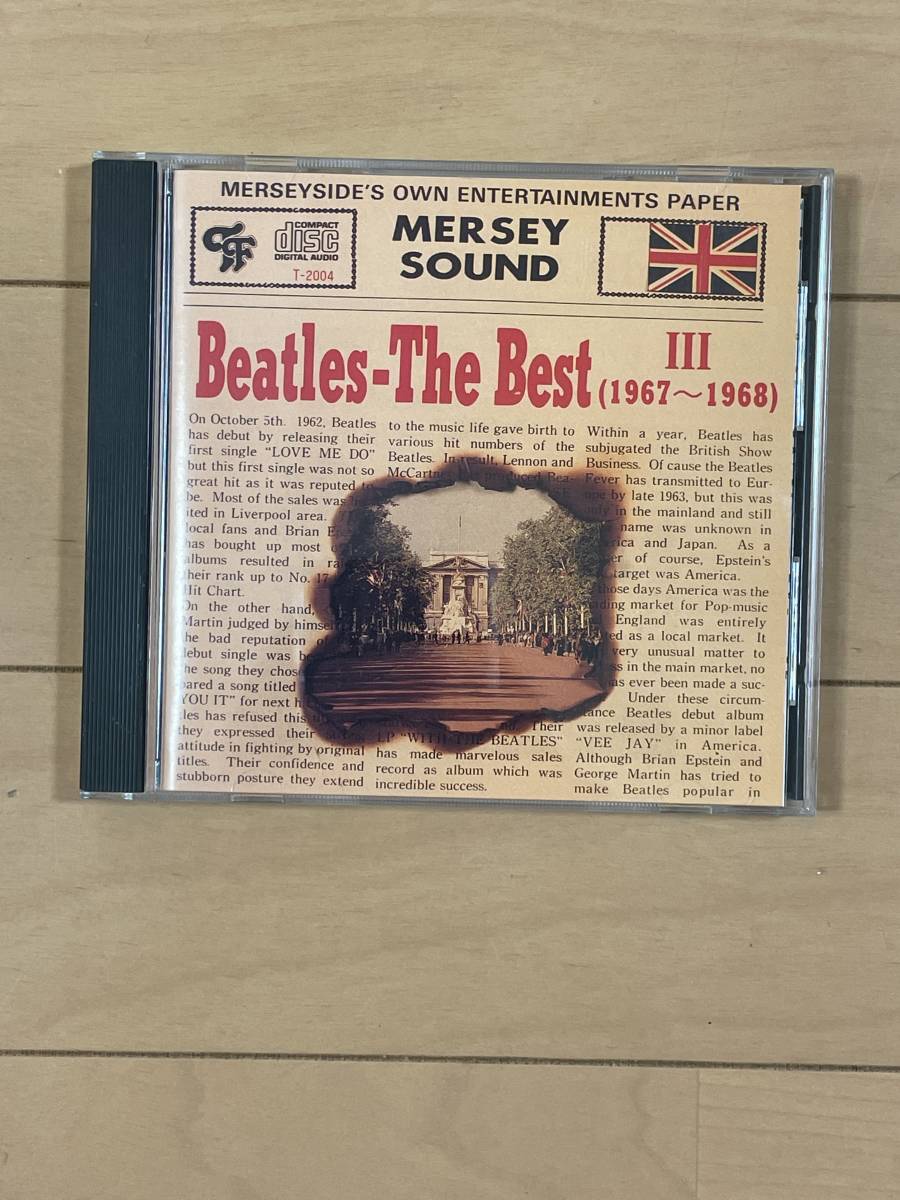 MERSEYSIDE'S OWN ENTERTAINMENTS PAPER
COMPACT
disc
DIGITAL AUDIO
T-2004
MERSEY
SOUND
Beatles-The Best III
(1967～1968)
On October 5th. 1962, Beatles
has debut by releasing their
first single “LOVE ME DO”
but this first single was not so
great hit as it was reputed to
be. Most of the sales was
ited in Liverpool area.
local fans and Brian
has bought up most
albums resulted in
their rank up to No. 17
Hit Chart.
On the other hand,
Martin judged by
the bad reputation of
debut single was
the song they
pared a song titled
YOU IT” for next
tles has refused this
they expressed their
attitude in fighting by original
titles. Their confidence and
stubborn posture they extend
to the music life gave birth to
various hit numbers of the
Beatles. In result, Lennon and
produced
Their
LP “WITH THE BEATLES”
has made marvelous sales
record as album which was
incredible success.
Within a year, Beatles has
subjugated the British Show
Business. Of cause the Beatles
Fever has transmitted to Eur-
ope by late 1963, but this was
only in the mainland and still
name was unknown in
and Japan. As a
of course, Epstein's
target was America.
those days America was the
market for Pop-music
England was entirely
as a local market. It
very unusual matter to
in the main market, no
has ever been made a suc-
Under these circum-
tance Beatles debut album
was released by a minor label
“VEE JAY” in America.
Although Brian Epstein and
George Martin has tried to
make Beatles popular in